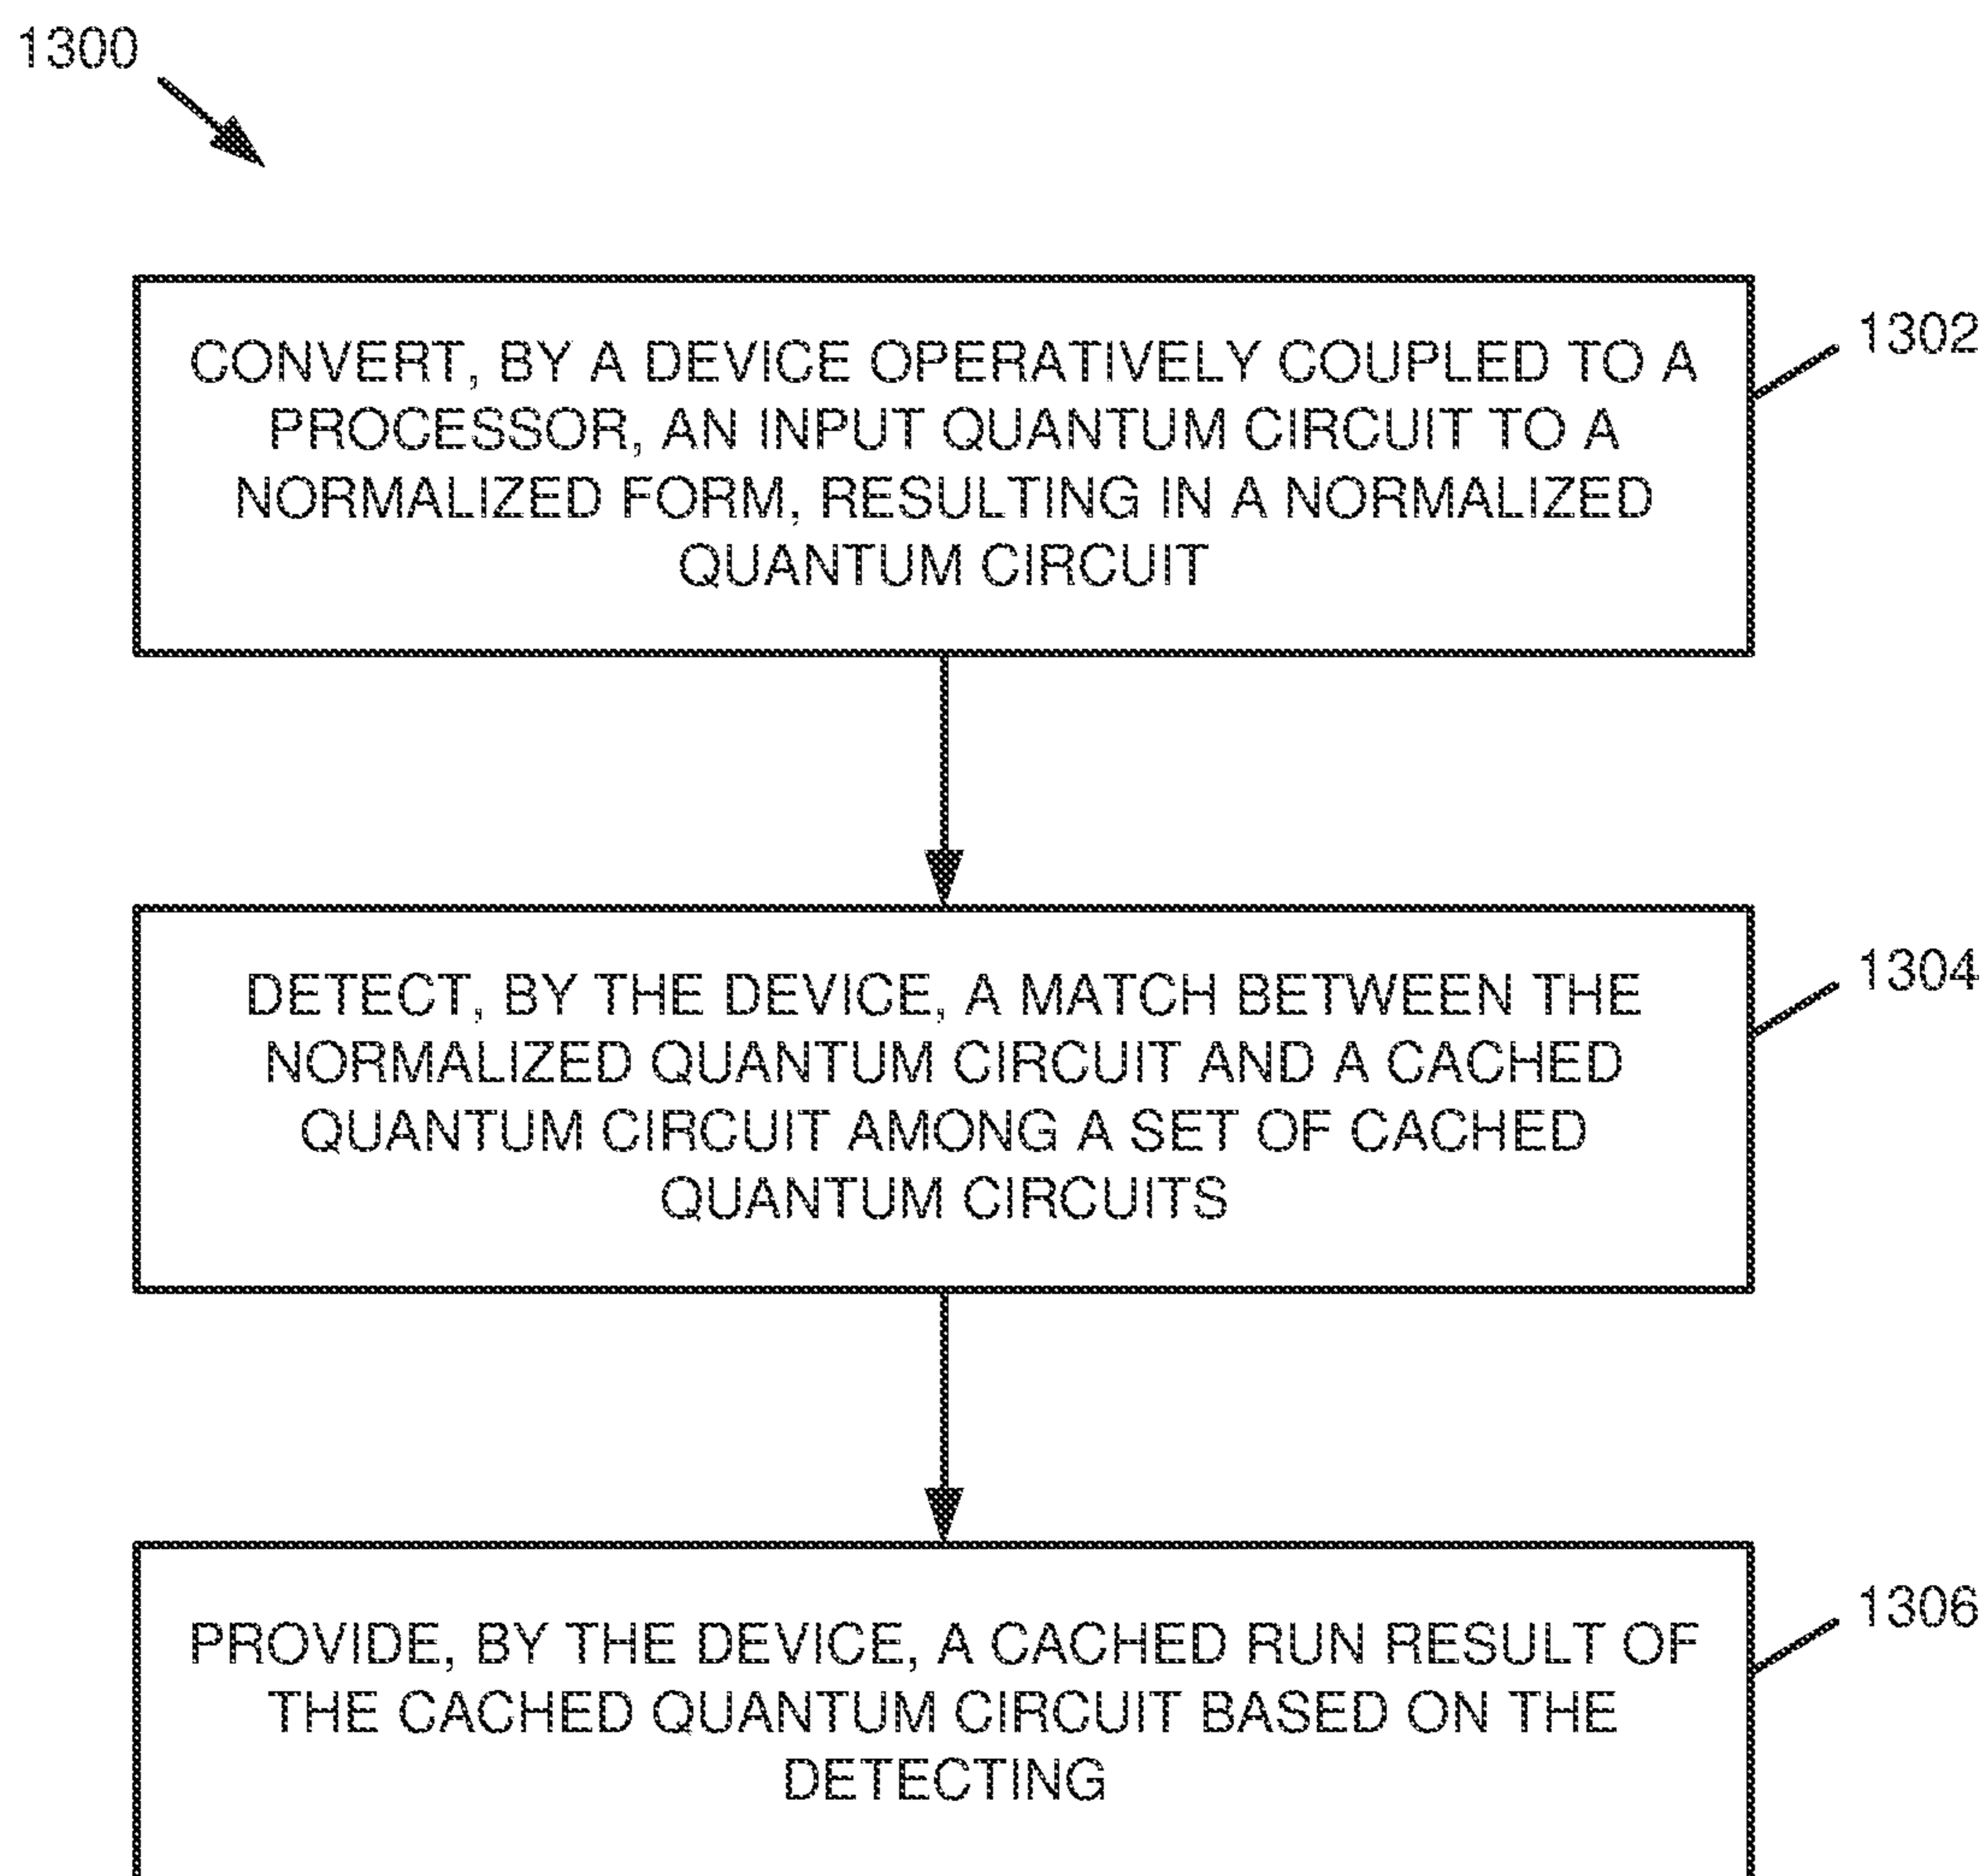 1300
CONVERT, BY A DEVICE OPERATIVELY COUPLED TO A
PROCESSOR, AN INPUT QUANTUM CIRCUIT TO A
NORMALIZED FORM, RESULTING IN A NORMALIZED
QUANTUM CIRCUIT
1302
DETECT, BY THE DEVICE, A MATCH BETWEEN THE
NORMALIZED QUANTUM CIRCUIT AND A CACHED
QUANTUM CIRCUIT AMONG A SET OF CACHED
QUANTUM CIRCUITS
1304
PROVIDE, BY THE DEVICE, A CACHED RUN RESULT OF
THE CACHED QUANTUM CIRCUIT BASED ON THE
DETECTING
1306